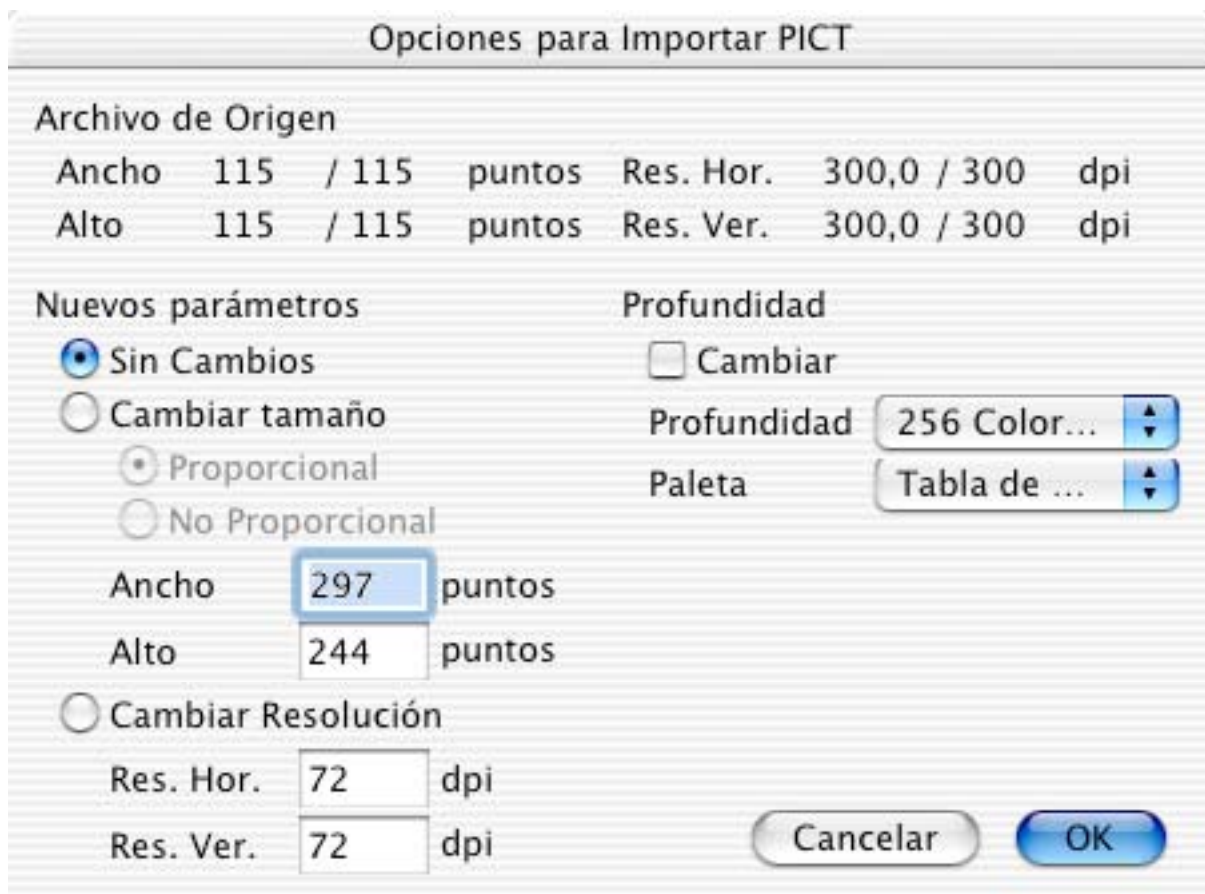 Opciones para Importar PICT
Archivo de Origen
Ancho 115 / 115 puntos Res. Hor. 300,0 / 300 dpi
Alto 115 / 115 puntos Res. Ver. 300,0 / 300 dpi
Nuevos parámetros Profundidad
Sin Cambios Cambiar
Cambiar tamaño Profundidad 256 Color...
Proporcional Paleta Tabla de ...
No Proporcional
Ancho 297 puntos
Alto 244 puntos
Cambiar Resolución
Res. Hor. 72 dpi
Res. Ver. 72 dpi Cancelar OK